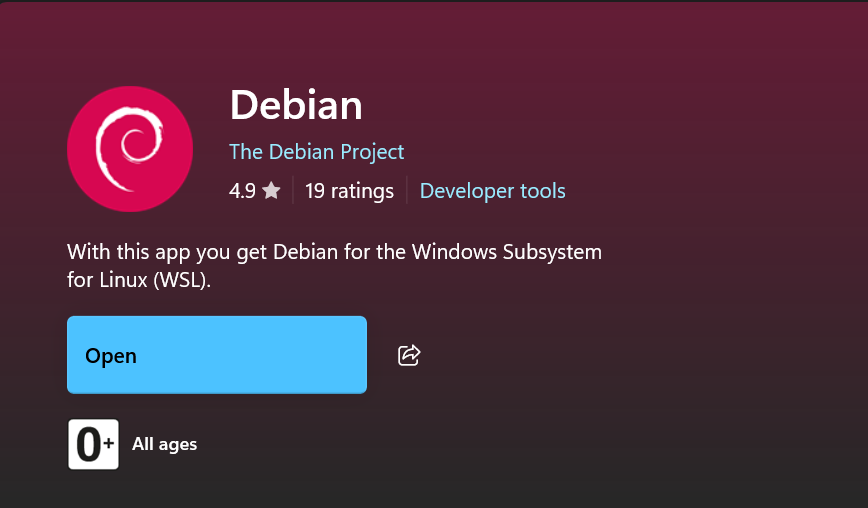 Debian
The Debian Project
4.9 19 ratings Developer tools
With this app you get Debian for the Windows Subsystem
for Linux (WSL).
Open
0+ All ages